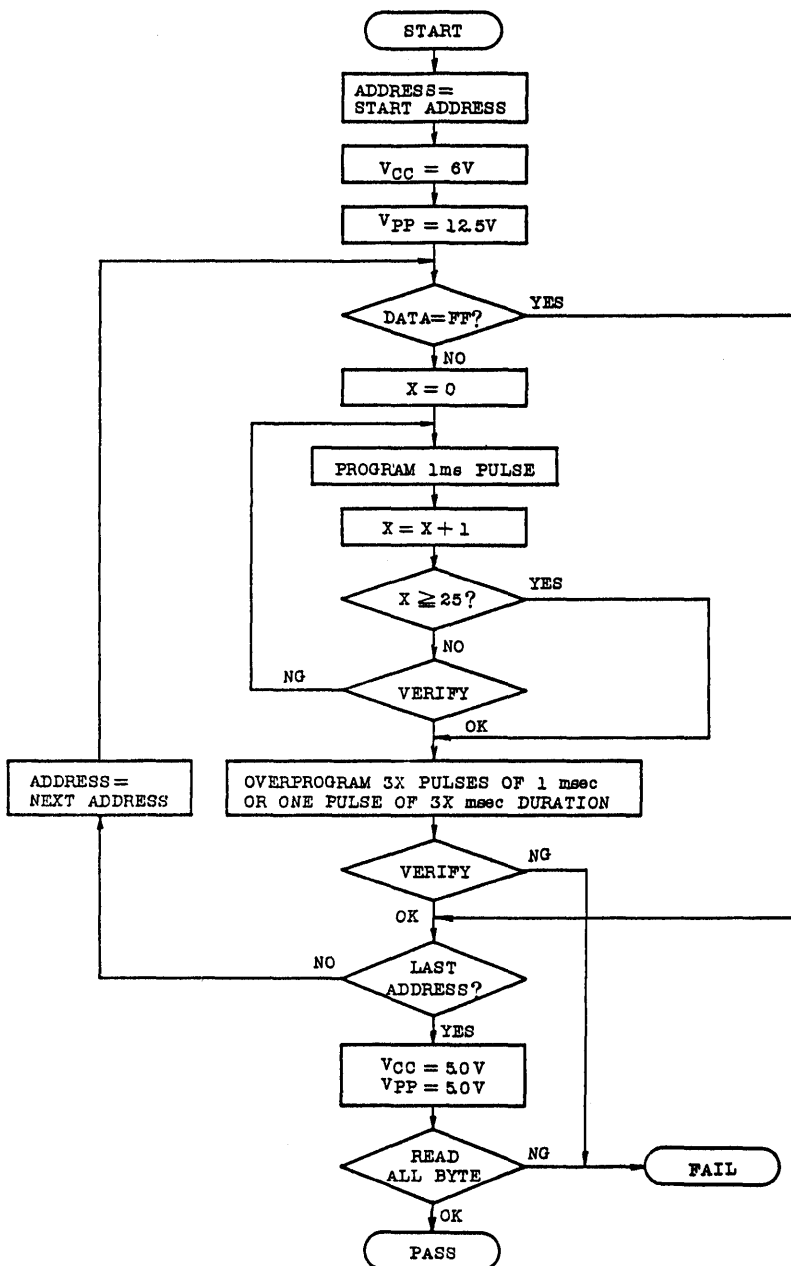 START
ADDRESS=
START ADDRESS
VCC = 6V
VPP = 12.5V
DATA=FF?
YES
NO
X = 0
PROGRAM 1ms PULSE
X = X + 1
X ≧ 25?
YES
NO
VERIFY
NG
OK
ADDRESS=
NEXT ADDRESS
OVERPROGRAM 3X PULSES OF 1 msec
OR ONE PULSE OF 3X msec DURATION
VERIFY
NG
OK
LAST
ADDRESS?
NO
YES
VCC = 5.0V
VPP = 5.0V
READ
ALL BYTE
NG
FAIL
OK
PASS